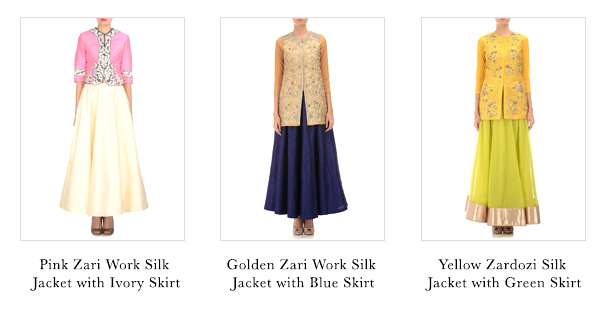 Pink Zari Work Silk
Jacket with Ivory Skirt
Golden Zari Work Silk
Jacket with Blue Skirt
Yellow Zardozi Silk
Jacket with Green Skirt